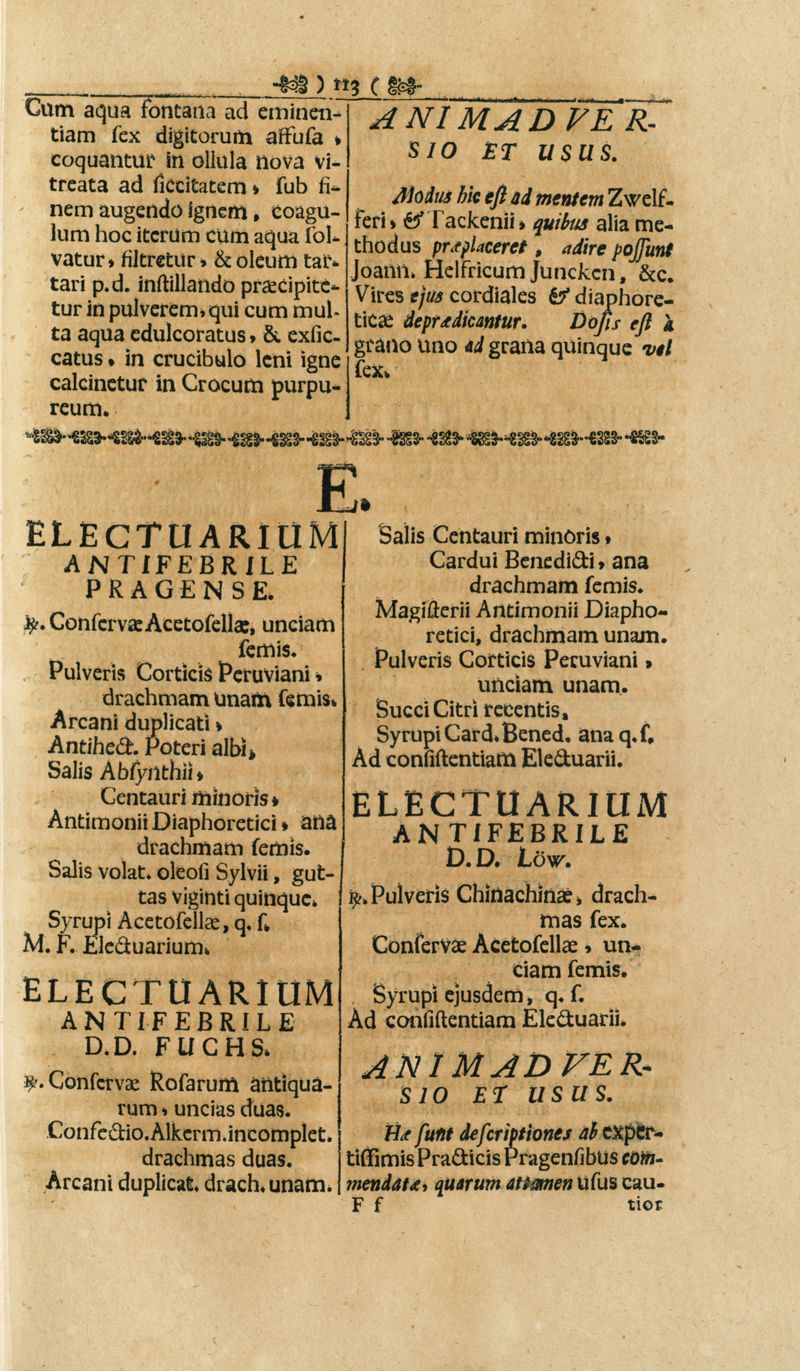 ) 113 (
Cum aqua fontana ad eminen-
tiam ſex digitorum affuſa,
coquantur in ollula nova vi-
treata ad ſiccitatem, ſub fi-
nem augendo ignem, coagu-
lum hoc iterum cum aqua ſol-
vatur, filtretur, & oleum tar-
tari p.d. inſtillando præcipite-
tur in pulverem, qui cum mul-
ta aqua edulcoratus, & exſic-
catus, in crucibulo leni igne
calcinetur in Crocum purpu-
reum.
ANIMADVER-
SIO ET USUS.
Modus hic eſt ad mentem Zwelf-
feri, & Tackenii, quibus alia me-
thodus præplaceret, adire poſſunt
Joann. Helfricum Juncken, &c.
Vires ejus cordiales & diaphore-
ticæ deprædicantur. Doſis eſt à
grano uno ad grana quinque vel
ſex.
E.
ELECTUARIUM
ANTIFEBRILE
PRAGENSE.
℞. Conſervæ Acetoſellæ, unciam
ſemis.
Pulveris Corticis Peruviani,
drachmam unam ſemis.
Arcani duplicati,
Antihect. Poteri albi,
Salis Abſynthii,
Centauri minoris,
Antimonii Diaphoretici, ana
drachmam ſemis.
Salis volat. oleoſi Sylvii, gut-
tas viginti quinque.
Syrupi Acetoſellæ, q. ſ.
M. F. Electuarium.
ELECTUARIUM
ANTIFEBRILE
D.D. FUCHS.
℞. Conſervæ Roſarum antiqua-
rum, uncias duas.
Confectio. Alkerm. incomplet.
drachmas duas.
Arcani duplicat. drach. unam.
Salis Centauri minoris,
Cardui Benedicti, ana
drachmam ſemis.
Magiſterii Antimonii Diapho-
retici, drachmam unam.
Pulveris Corticis Peruviani,
unciam unam.
Succi Citri recentis,
Syrupi Card. Bened. ana q. ſ.
Ad conſiſtentiam Electuarii.
ELECTUARIUM
ANTIFEBRILE
D.D. Löw.
℞. Pulveris Chinachinæ, drach-
mas ſex.
Conſervæ Acetoſellæ, un-
ciam ſemis.
Syrupi ejusdem, q. ſ.
Ad conſiſtentiam Electuarii.
ANIMADVER-
SIO ET USUS.
Hæ ſunt deſcriptiones ab exper-
tiſſimis Practicis Pragenſibus com-
mendatæ, quarum attamen uſus cau-
F f tior